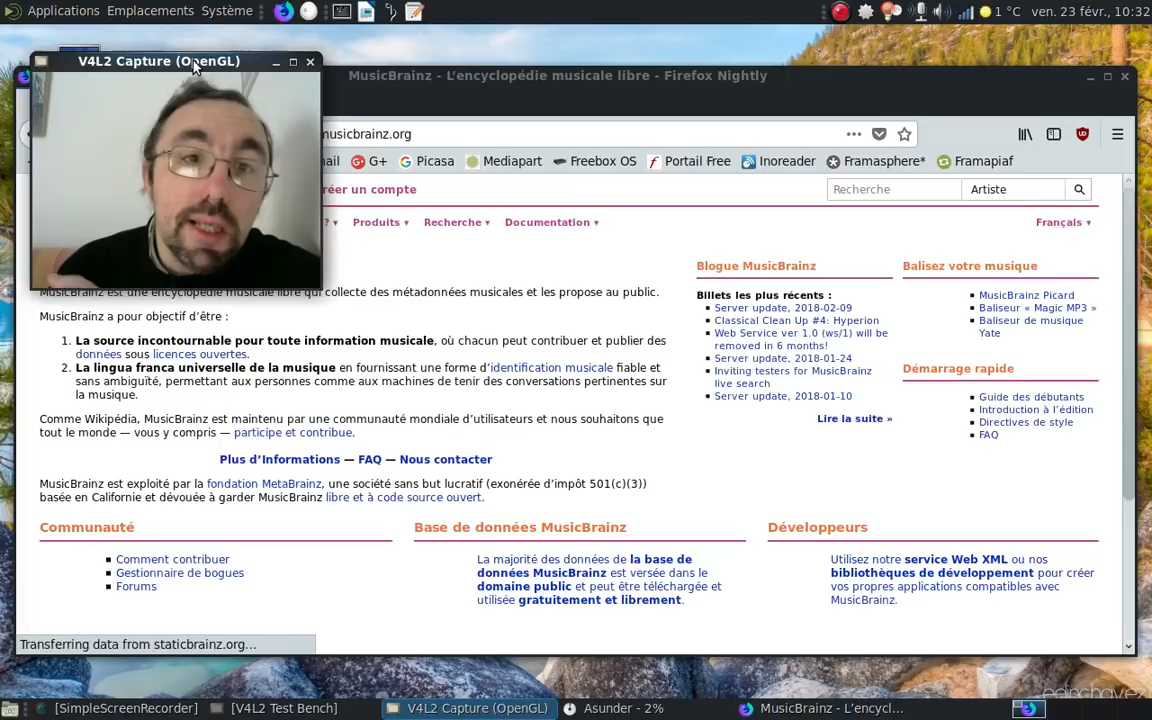 Applications Emplacements Système
1 °C ven. 23 févr., 10:32
V4L2 Capture (OpenGL)
MusicBrainz - L'encyclopédie musicale libre - Firefox Nightly
usicbrainz.org
ail G+ Picasa Mediapart Freebox OS Portail Free Inoreader Framasphère* Framapiaf
réer un compte
Recherche Artiste
? ▾ Produits ▾ Recherche ▾ Documentation ▾ Français ▾
MusicBrainz est une encyclopédie musicale libre qui collecte des métadonnées musicales et les propose au public.
MusicBrainz a pour objectif d'être :
1. La source incontournable pour toute information musicale, où chacun peut contribuer et publier des
données sous licences ouvertes.
2. La lingua franca universelle de la musique en fournissant une forme d'identification musicale fiable et
sans ambiguïté, permettant aux personnes comme aux machines de tenir des conversations pertinentes sur
la musique.
Comme Wikipédia, MusicBrainz est maintenu par une communauté mondiale d'utilisateurs et nous souhaitons que
tout le monde — vous y compris — participe et contribue.
Plus d'Informations — FAQ — Nous contacter
MusicBrainz est exploité par la fondation MetaBrainz, une société sans but lucratif (exonérée d'impôt 501(c)(3))
basée en Californie et dévouée à garder MusicBrainz libre et à code source ouvert.
Blogue MusicBrainz
Billets les plus récents :
Server update, 2018-02-09
Classical Clean Up #4: Hyperion
Web Service ver 1.0 (ws/1) will be
removed in 6 months!
Server update, 2018-01-24
Inviting testers for MusicBrainz
live search
Server update, 2018-01-10
Lire la suite »
Balisez votre musique
MusicBrainz Picard
Baliseur « Magic MP3 »
Baliseur de musique
Yate
Démarrage rapide
Guide des débutants
Introduction à l'édition
Directives de style
FAQ
Communauté
Comment contribuer
Gestionnaire de bogues
Forums
Base de données MusicBrainz
La majorité des données de la base de
données MusicBrainz est versée dans le
domaine public et peut être téléchargée et
utilisée gratuitement et librement.
Développeurs
Utilisez notre service Web XML ou nos
bibliothèques de développement pour créer
vos propres applications compatibles avec
MusicBrainz.
Transferring data from staticbrainz.org...
[SimpleScreenRecorder] [V4L2 Test Bench] V4L2 Capture (OpenGL) Asunder - 2% MusicBrainz - L'encycl...